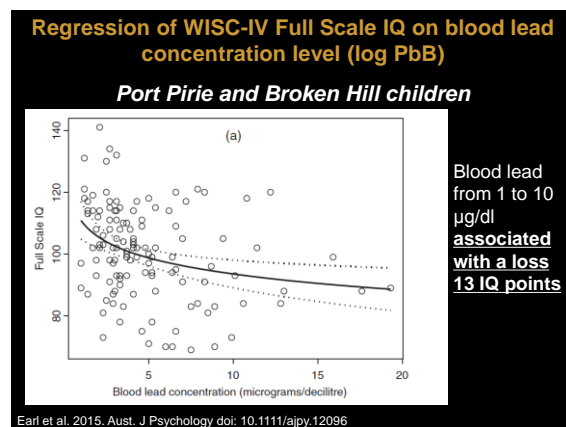 Regression of WISC-IV Full Scale IQ on blood lead
concentration level (log PbB)
Port Pirie and Broken Hill children
(a)
140
120
100
80
Full Scale IQ
5
10
15
20
Blood lead concentration (micrograms/decilitre)
Blood lead
from 1 to 10
µg/dl
associated
with a loss
13 IQ points
Earl et al. 2015. Aust. J Psychology doi: 10.1111/ajpy.12096